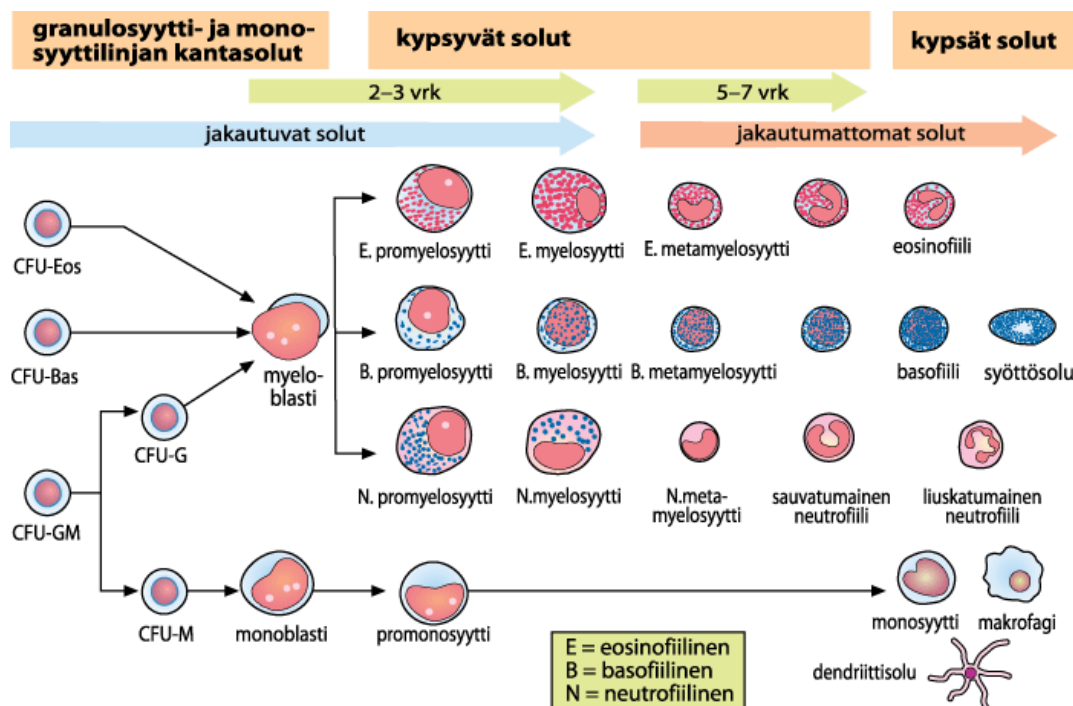 granulosyytti- ja mono-
syyttilinjan kantasolut
kypsyvät solut
kypsät solut
2–3 vrk
5–7 vrk
jakautuvat solut
jakautumattomat solut
CFU-Eos
E. promyelosyytti
E. myelosyytti
E. metamyelosyytti
eosinofiili
CFU-Bas
myelo-
blasti
B. promyelosyytti
B. myelosyytti
B. metamyelosyytti
basofiili
syöttösolu
CFU-G
CFU-GM
N. promyelosyytti
N.myelosyytti
N.meta-
myelosyytti
sauvatumainen
neutrofiili
liuskatumainen
neutrofiili
CFU-M
monoblasti
promonosyytti
monosyytti
makrofagi
dendriittisolu
E = eosinofiilinen
B = basofiilinen
N = neutrofiilinen